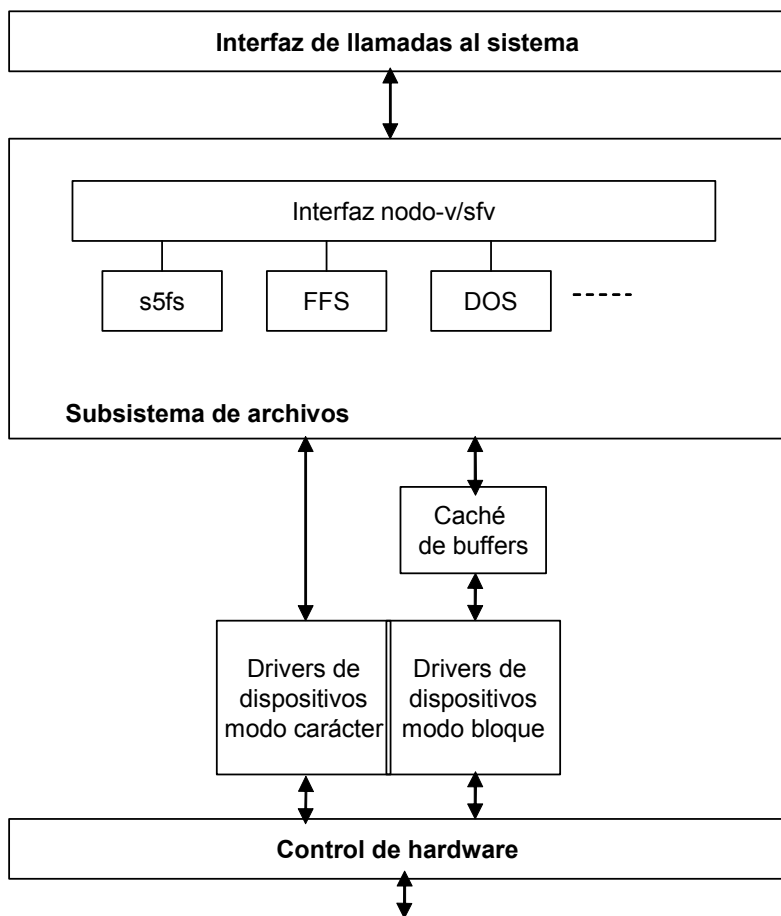 Interfaz de llamadas al sistema
Interfaz nodo-v/sfv
s5fs
FFS
DOS
Subsistema de archivos
Caché
de buffers
Drivers de
dispositivos
modo carácter
Drivers de
dispositivos
modo bloque
Control de hardware